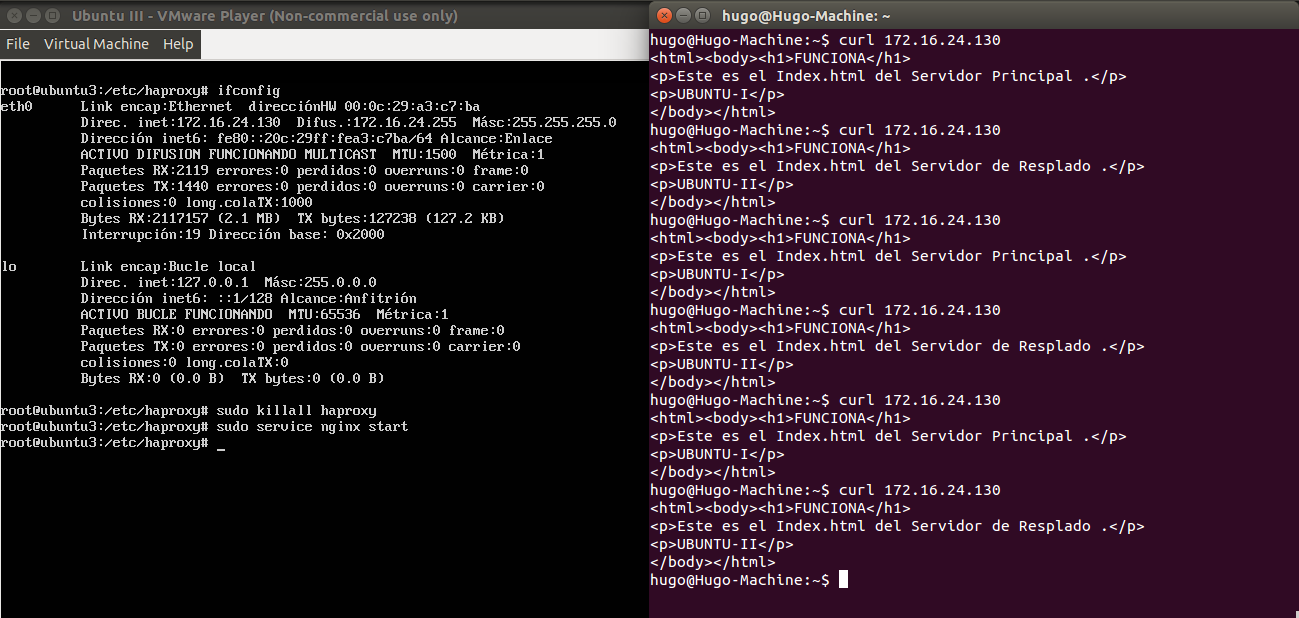 Ubuntu III - VMware Player (Non-commercial use only)
File Virtual Machine Help
root@ubuntu3:/etc/haproxy# ifconfig
eth0 Link encap:Ethernet direcciónHW 00:0c:29:a3:c7:ba
Direc. inet:172.16.24.130 Difus.:172.16.24.255 Másc:255.255.255.0
Dirección inet6: fe80::20c:29ff:fea3:c7ba/64 Alcance:Enlace
ACTIVO DIFUSION FUNCIONANDO MULTICAST MTU:1500 Métrica:1
Paquetes RX:2119 errores:0 perdidos:0 overruns:0 frame:0
Paquetes TX:1440 errores:0 perdidos:0 overruns:0 carrier:0
colisiones:0 long.colaTX:1000
Bytes RX:2117157 (2.1 MB) TX bytes:127238 (127.2 KB)
Interrupción:19 Dirección base: 0x2000
lo Link encap:Bucle local
Direc. inet:127.0.0.1 Másc:255.0.0.0
Dirección inet6: ::1/128 Alcance:Anfitrión
ACTIVO BUCLE FUNCIONANDO MTU:65536 Métrica:1
Paquetes RX:0 errores:0 perdidos:0 overruns:0 frame:0
Paquetes TX:0 errores:0 perdidos:0 overruns:0 carrier:0
colisiones:0 long.colaTX:0
Bytes RX:0 (0.0 B) TX bytes:0 (0.0 B)
root@ubuntu3:/etc/haproxy# sudo killall haproxy
root@ubuntu3:/etc/haproxy# sudo service nginx start
root@ubuntu3:/etc/haproxy# _
hugo@Hugo-Machine: ~
hugo@Hugo-Machine:~$ curl 172.16.24.130
<html><body><h1>FUNCIONA</h1>
<p>Este es el Index.html del Servidor Principal .</p>
<p>UBUNTU-I</p>
</body></html>
hugo@Hugo-Machine:~$ curl 172.16.24.130
<html><body><h1>FUNCIONA</h1>
<p>Este es el Index.html del Servidor de Resplado .</p>
<p>UBUNTU-II</p>
</body></html>
hugo@Hugo-Machine:~$ curl 172.16.24.130
<html><body><h1>FUNCIONA</h1>
<p>Este es el Index.html del Servidor Principal .</p>
<p>UBUNTU-I</p>
</body></html>
hugo@Hugo-Machine:~$ curl 172.16.24.130
<html><body><h1>FUNCIONA</h1>
<p>Este es el Index.html del Servidor de Resplado .</p>
<p>UBUNTU-II</p>
</body></html>
hugo@Hugo-Machine:~$ curl 172.16.24.130
<html><body><h1>FUNCIONA</h1>
<p>Este es el Index.html del Servidor Principal .</p>
<p>UBUNTU-I</p>
</body></html>
hugo@Hugo-Machine:~$ curl 172.16.24.130
<html><body><h1>FUNCIONA</h1>
<p>Este es el Index.html del Servidor de Resplado .</p>
<p>UBUNTU-II</p>
</body></html>
hugo@Hugo-Machine:~$